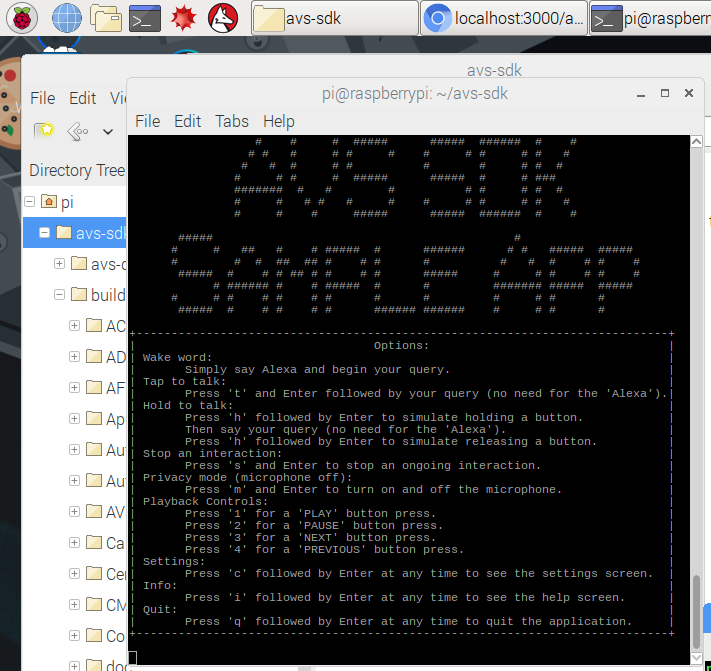 avs-sdk
localhost:3000/a...
pi@raspberr
avs-sdk
File Edit Vi
Directory Tree
pi
avs-sdk
avs-c
build
AC
AD
AF
Ap
Au
Au
AV
Ca
Cer
CM
Co
doc
pi@raspberrypi: ~/avs-sdk
File Edit Tabs Help
AVS SDK
SAMPLE APP
Options:
Wake word:
Simply say Alexa and begin your query.
Tap to talk:
Press 't' and Enter followed by your query (no need for the 'Alexa').
Hold to talk:
Press 'h' followed by Enter to simulate holding a button.
Then say your query (no need for the 'Alexa').
Press 'h' followed by Enter to simulate releasing a button.
Stop an interaction:
Press 's' and Enter to stop an ongoing interaction.
Privacy mode (microphone off):
Press 'm' and Enter to turn on and off the microphone.
Playback Controls:
Press '1' for a 'PLAY' button press.
Press '2' for a 'PAUSE' button press.
Press '3' for a 'NEXT' button press.
Press '4' for a 'PREVIOUS' button press.
Settings:
Press 'c' followed by Enter at any time to see the settings screen.
Info:
Press 'i' followed by Enter at any time to see the help screen.
Quit:
Press 'q' followed by Enter at any time to quit the application.